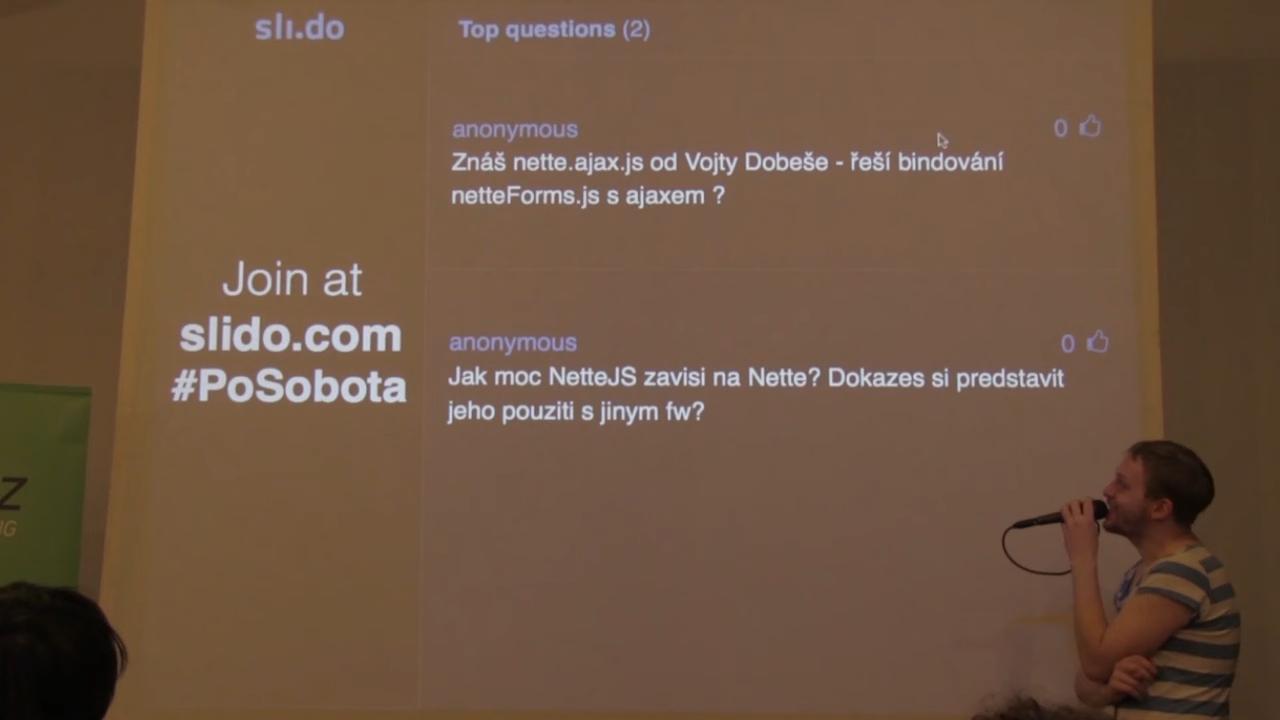 sli.do
Top questions (2)
anonymous
0
Znáš nette.ajax.js od Vojty Dobeše - řeší bindování
netteForms.js s ajaxem ?
Join at
slido.com
#PoSobota
anonymous
0
Jak moc NetteJS zavisi na Nette? Dokazes si predstavit
jeho pouziti s jinym fw?
Z